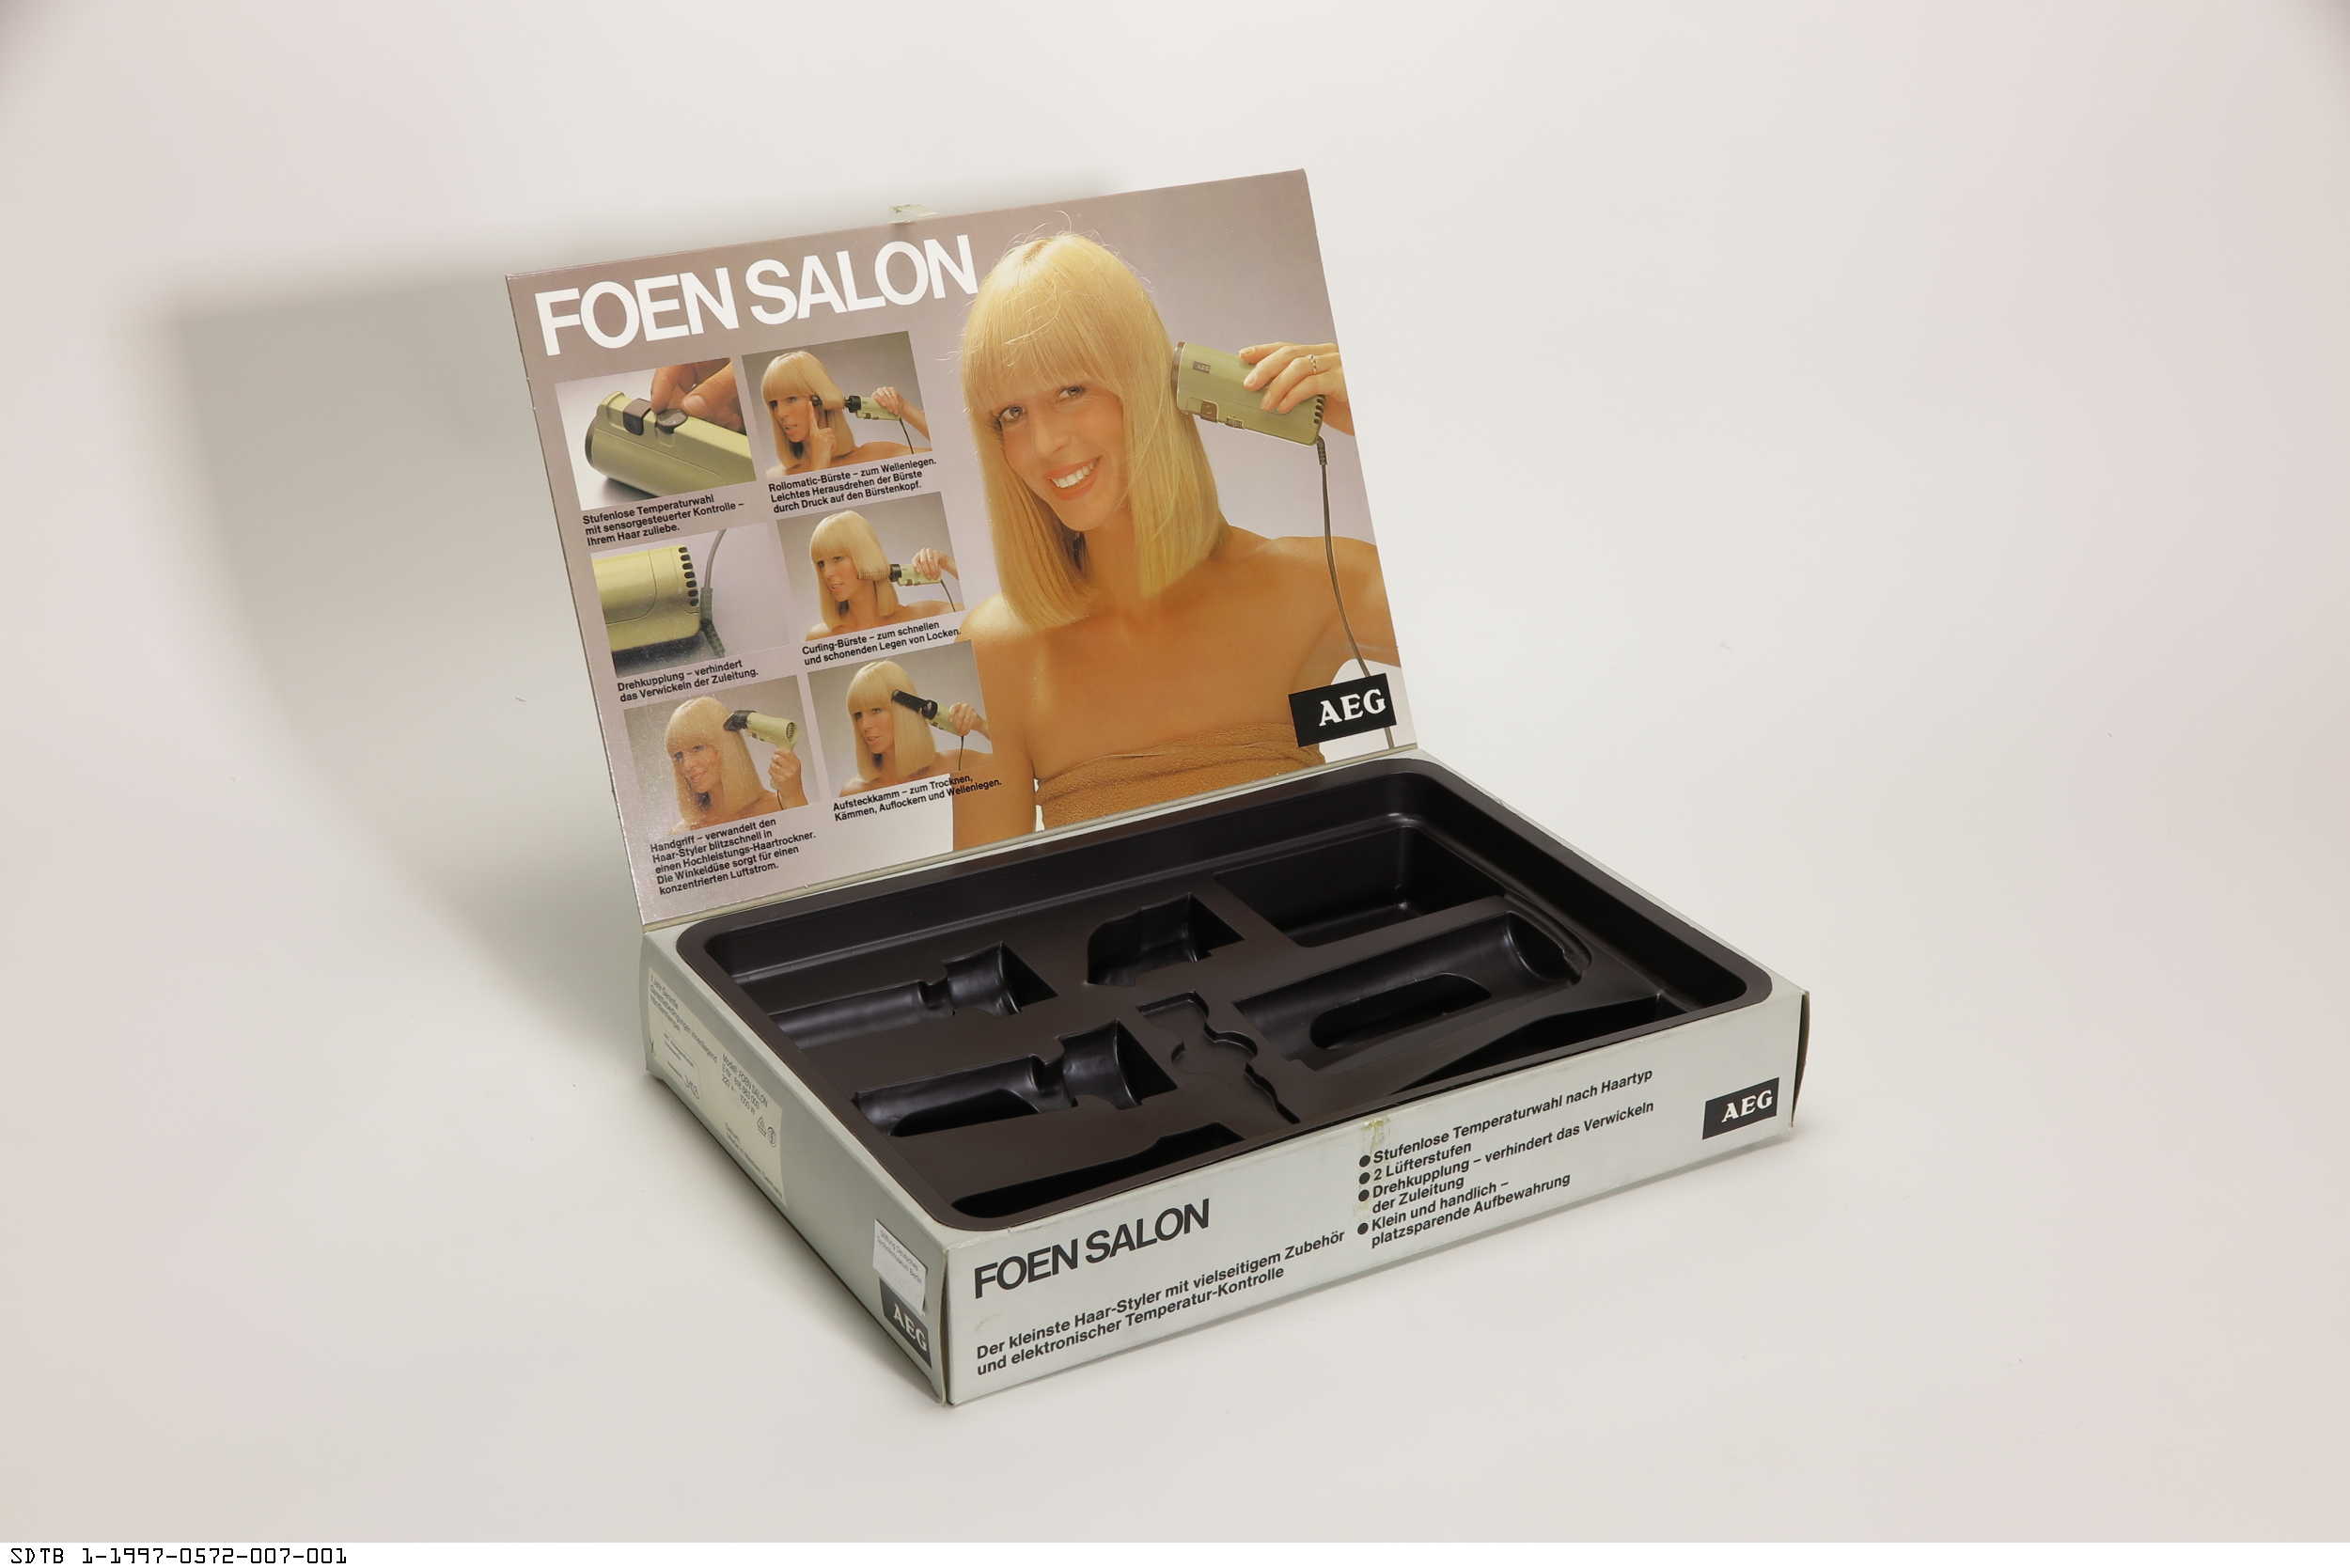 FOEN SALON
Stufenlose Temperaturwahl
mit sensorgesteuerter Kontrolle –
Ihrem Haar zuliebe.
Rollomatic-Bürste – zum Wellenlegen.
Leichtes Herausdrehen der Bürste
durch Druck auf den Bürstenkopf.
Drehkupplung – verhindert
das Verwickeln der Zuleitung.
Curling-Bürste – zum schnellen
und schonenden Legen von Locken.
Handgriff – verwandelt den
Haar-Styler blitzschnell in
einen Hochleistungs-Haartrockner.
Die Winkeldüse sorgt für einen
konzentrierten Luftstrom.
Aufsteckkamm – zum Trocknen,
Kämmen, Auflockern und Wellenlegen.
AEG
AEG
FOEN SALON
Der kleinste Haar-Styler mit vielseitigem Zubehör
und elektronischer Temperatur-Kontrolle
● Stufenlose Temperaturwahl nach Haartyp
● 2 Lüfterstufen
● Drehkupplung – verhindert das Verwickeln
der Zuleitung
● Klein und handlich –
platzsparende Aufbewahrung
AEG
FOEN SALON
AEG
SDTB 1-1997-0572-007-001